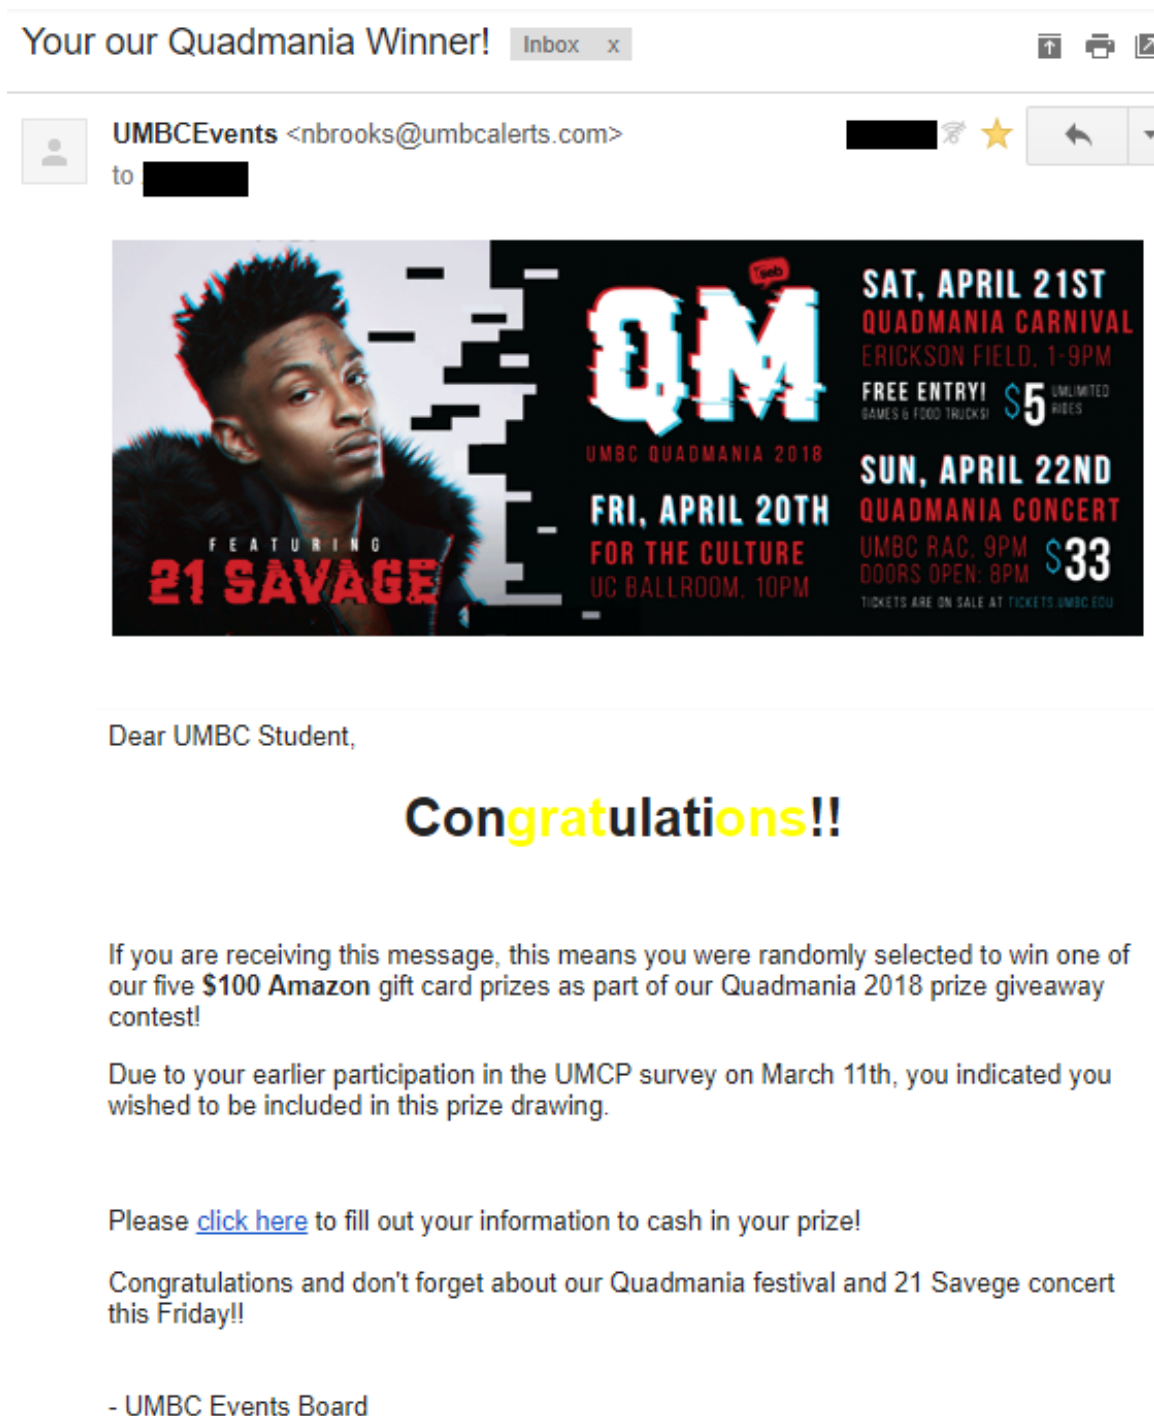 Your our Quadmania Winner! Inbox x
UMBCEvents <nbrooks@umbcalerts.com>
to
FEATURING
21 SAVAGE
seb
QM
UMBC QUADMANIA 2018
FRI, APRIL 20TH
FOR THE CULTURE
UC BALLROOM, 10PM
SAT, APRIL 21ST
QUADMANIA CARNIVAL
ERICKSON FIELD, 1-9PM
FREE ENTRY!
GAMES & FOOD TRUCKS!
$5 UNLIMITED
RIDES
SUN, APRIL 22ND
QUADMANIA CONCERT
UMBC RAC, 9PM
DOORS OPEN: 8PM
$33
TICKETS ARE ON SALE AT TICKETS.UMBC.EDU
Dear UMBC Student,
Congratulations!!
If you are receiving this message, this means you were randomly selected to win one of
our five $100 Amazon gift card prizes as part of our Quadmania 2018 prize giveaway
contest!
Due to your earlier participation in the UMCP survey on March 11th, you indicated you
wished to be included in this prize drawing.
Please click here to fill out your information to cash in your prize!
Congratulations and don't forget about our Quadmania festival and 21 Savege concert
this Friday!!
- UMBC Events Board